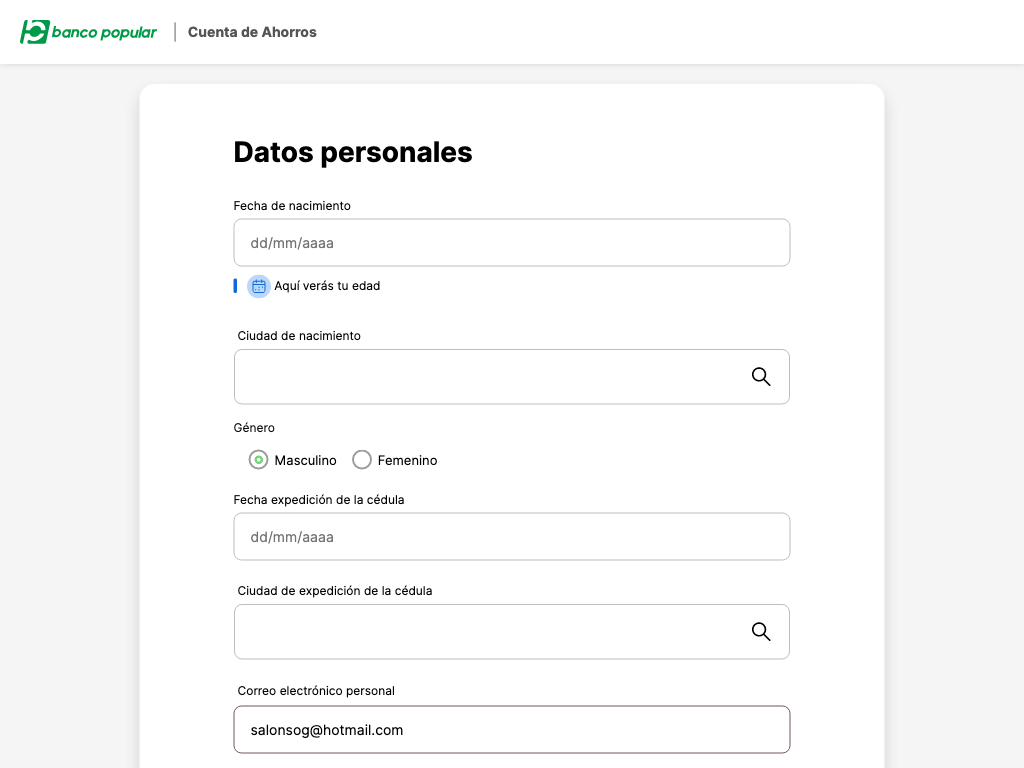 banco popular
Cuenta de Ahorros
Datos personales
Fecha de nacimiento
dd/mm/aaaa
Aquí verás tu edad
Ciudad de nacimiento
Género
Masculino Femenino
Fecha expedición de la cédula
dd/mm/aaaa
Ciudad de expedición de la cédula
Correo electrónico personal
salonsog@hotmail.com